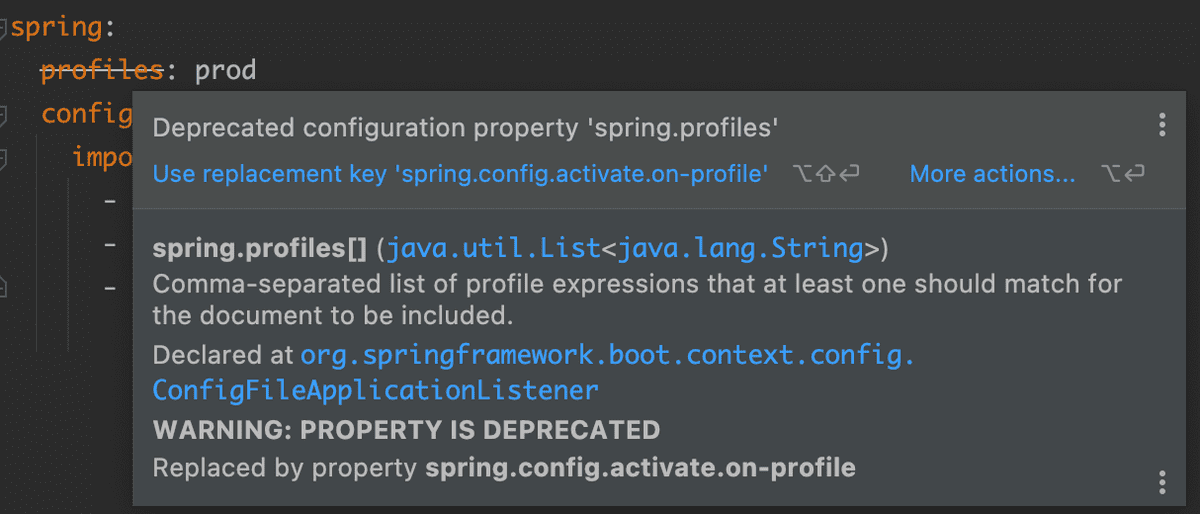 spring:
profiles: prod
config
impo
-
-
-
Deprecated configuration property 'spring.profiles'
Use replacement key 'spring.config.activate.on-profile' ⌥⇧⏎ More actions... ⌥⏎
spring.profiles[] (java.util.List<java.lang.String>)
Comma-separated list of profile expressions that at least one should match for
the document to be included.
Declared at org.springframework.boot.context.config.
ConfigFileApplicationListener
WARNING: PROPERTY IS DEPRECATED
Replaced by property spring.config.activate.on-profile